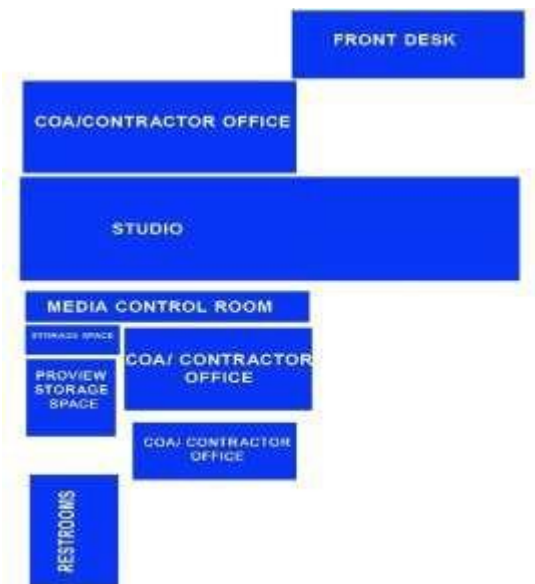 FRONT DESK
COA/CONTRACTOR OFFICE
STUDIO
MEDIA CONTROL ROOM
STORAGE SPACE
COA/ CONTRACTOR
OFFICE
PROVIEW
STORAGE
SPACE
COA/ CONTRACTOR
OFFICE
RESTROOMS